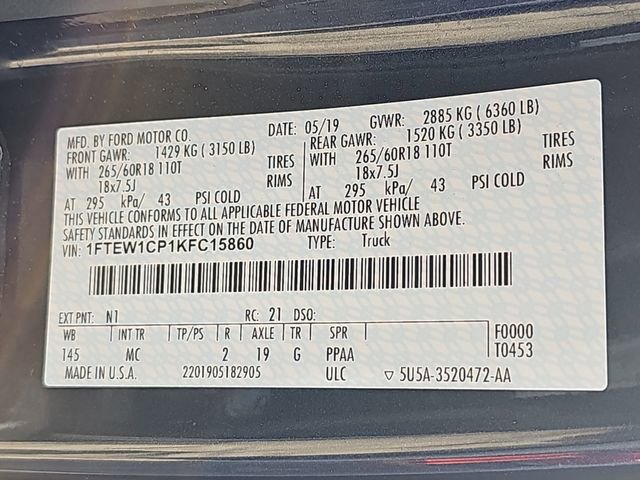 MFD. BY FORD MOTOR CO. DATE: 05/19 GVWR: 2885 KG ( 6360 LB)
FRONT GAWR: 1429 KG ( 3150 LB) REAR GAWR: 1520 KG ( 3350 LB)
WITH 265/60R18 110T TIRES WITH 265/60R18 110T TIRES
18x7.5J RIMS 18x7.5J RIMS
AT 295 kPa/ 43 PSI COLD AT 295 kPa/ 43 PSI COLD
THIS VEHICLE CONFORMS TO ALL APPLICABLE FEDERAL MOTOR VEHICLE
SAFETY STANDARDS IN EFFECT ON THE DATE OF MANUFACTURE SHOWN ABOVE.
VIN: 1FTEW1CP1KFC15860 TYPE: Truck
EXT PNT: N1 RC: 21 DSO:
WB INT TR TP/PS R AXLE TR SPR F0000
145 MC 2 19 G PPAA T0453
MADE IN U.S.A. 2201905182905 ULC ▽ 5U5A-3520472-AA